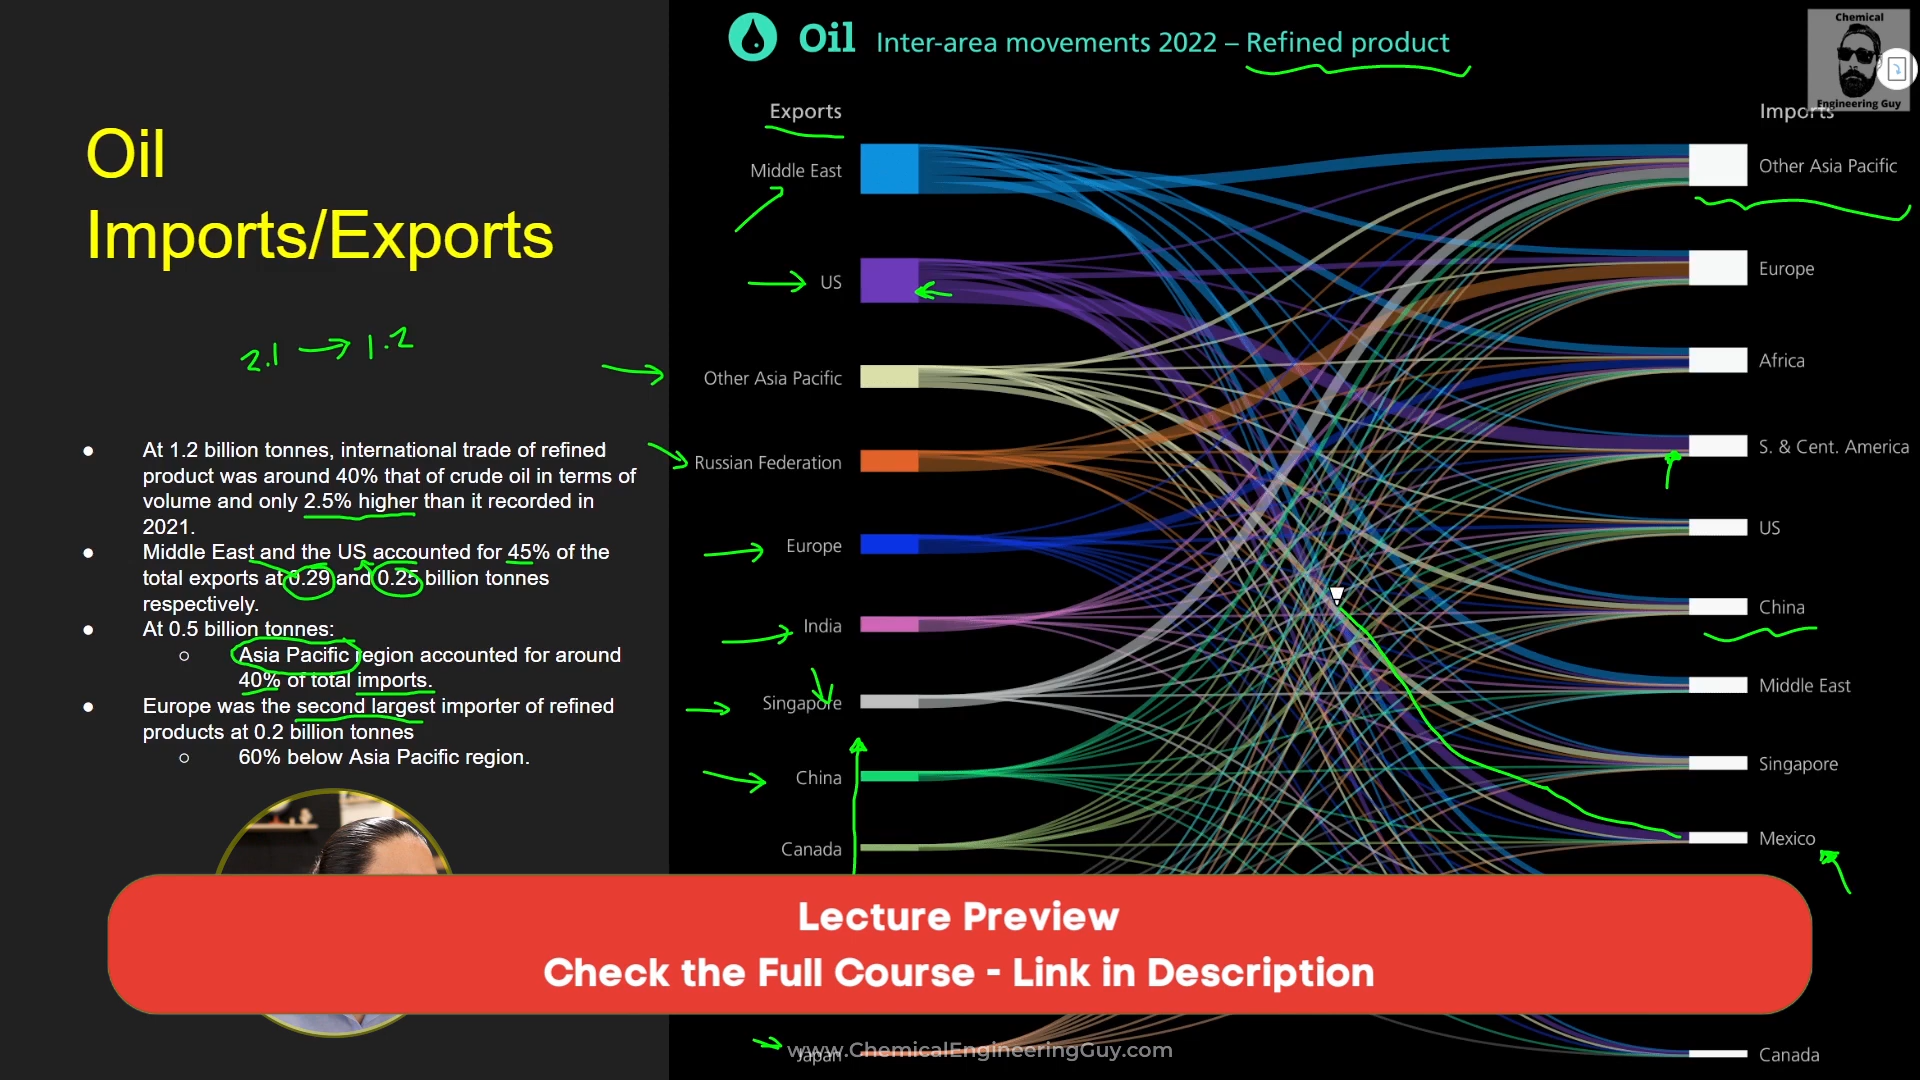 Oil
Imports/Exports
2.1 → 1.2
● At 1.2 billion tonnes, international trade of refined
product was around 40% that of crude oil in terms of
volume and only 2.5% higher than it recorded in
2021.
● Middle East and the US accounted for 45% of the
total exports at 0.29 and 0.25 billion tonnes
respectively.
● At 0.5 billion tonnes:
○ Asia Pacific region accounted for around
40% of total imports.
● Europe was the second largest importer of refined
products at 0.2 billion tonnes
○ 60% below Asia Pacific region.
Oil Inter-area movements 2022 – Refined product
Exports
Middle East
US
Other Asia Pacific
Russian Federation
Europe
India
Singapore
China
Canada
Japan
Imports
Other Asia Pacific
Europe
Africa
S. & Cent. America
US
China
Middle East
Singapore
Mexico
Canada
Chemical
Engineering Guy
Lecture Preview
Check the Full Course - Link in Description
www.ChemicalEngineeringGuy.com